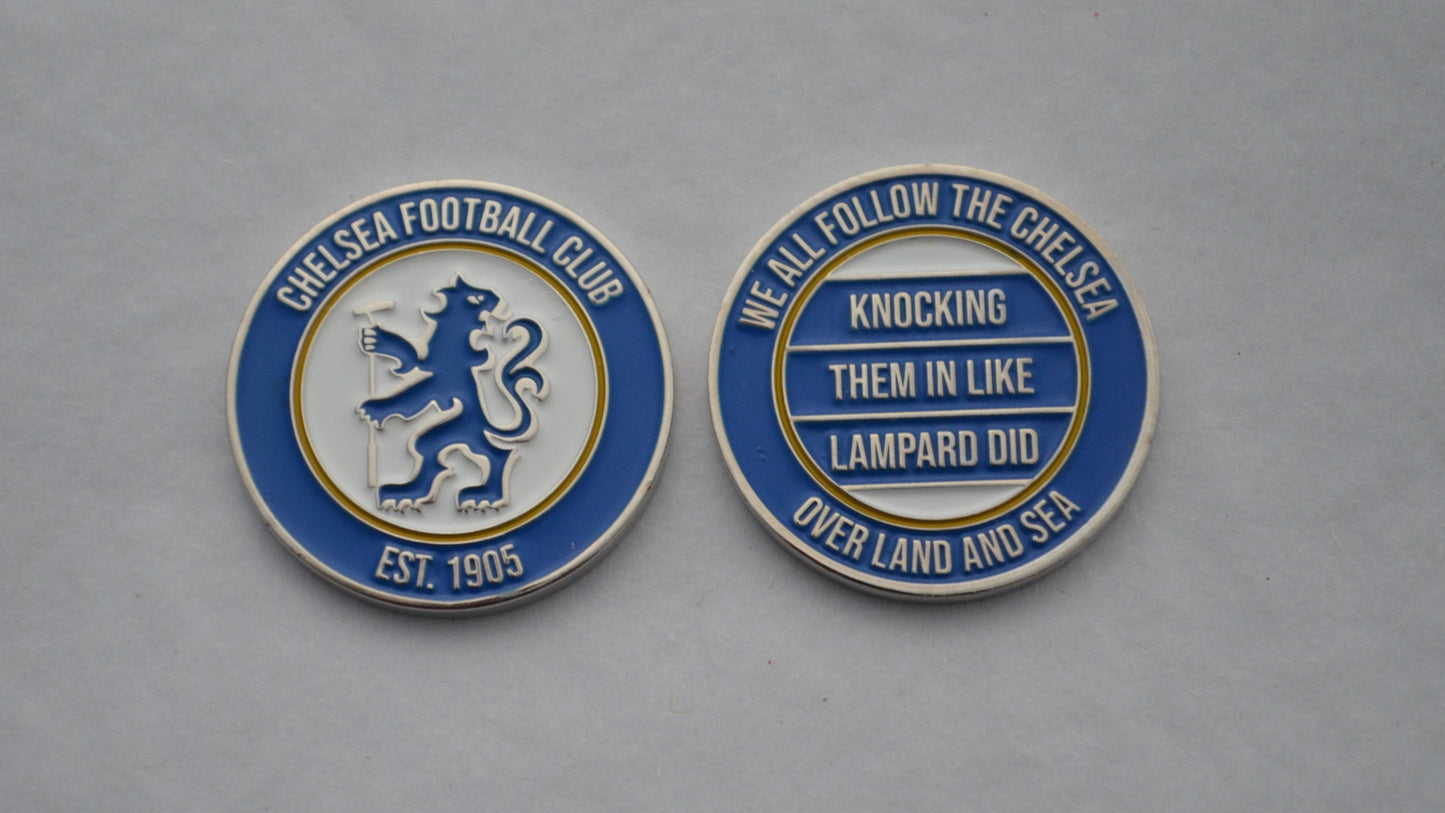 CHELSEA FOOTBALL CLUB
EST. 1905
WE ALL FOLLOW THE CHELSEA
KNOCKING
THEM IN LIKE
LAMPARD DID
OVER LAND AND SEA